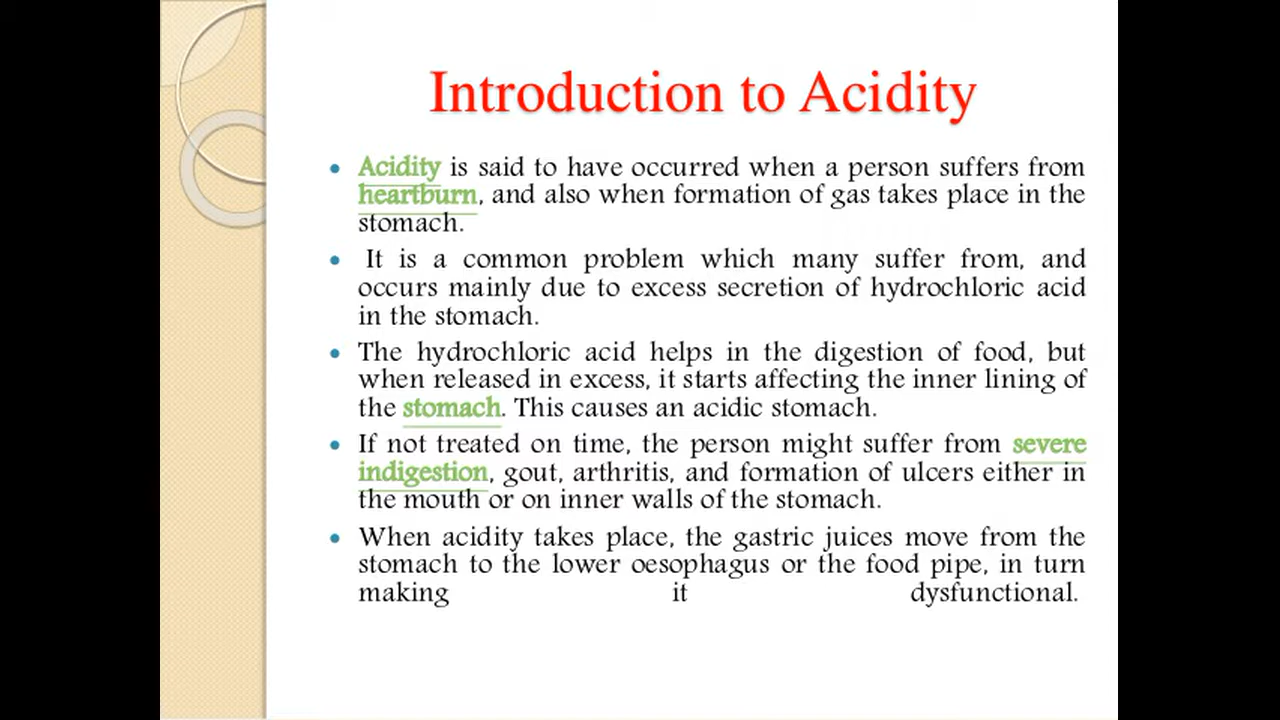 Introduction to Acidity
• Acidity is said to have occurred when a person suffers from
heartburn, and also when formation of gas takes place in the
stomach.
• It is a common problem which many suffer from, and
occurs mainly due to excess secretion of hydrochloric acid
in the stomach.
• The hydrochloric acid helps in the digestion of food, but
when released in excess, it starts affecting the inner lining of
the stomach. This causes an acidic stomach.
• If not treated on time, the person might suffer from severe
indigestion, gout, arthritis, and formation of ulcers either in
the mouth or on inner walls of the stomach.
• When acidity takes place, the gastric juices move from the
stomach to the lower oesophagus or the food pipe, in turn
making it dysfunctional.